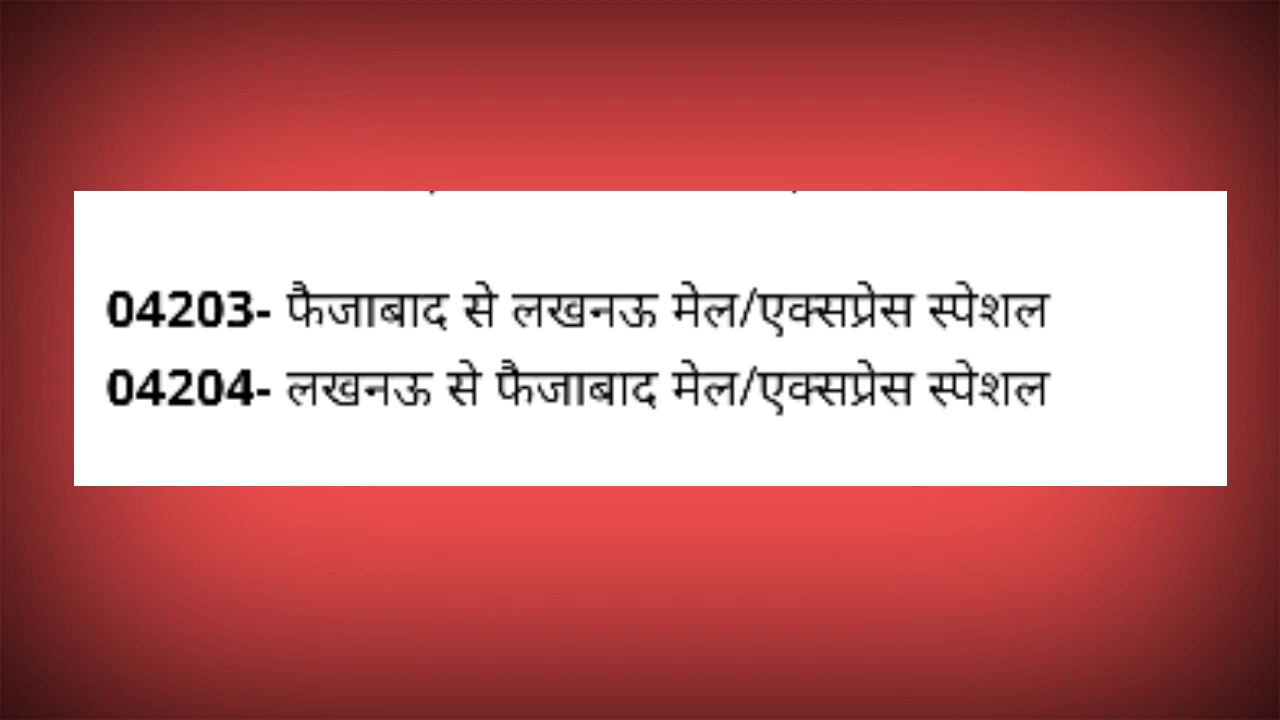 04203- फैजाबाद से लखनऊ मेल/एक्सप्रेस स्पेशल
04204- लखनऊ से फैजाबाद मेल/एक्सप्रेस स्पेशल